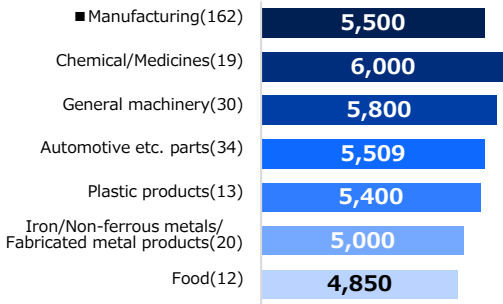 ■Manufacturing(162) 5,500
Chemical/Medicines(19) 6,000
General machinery(30) 5,800
Automotive etc. parts(34) 5,509
Plastic products(13) 5,400
Iron/Non-ferrous metals/
Fabricated metal products(20) 5,000
Food(12) 4,850